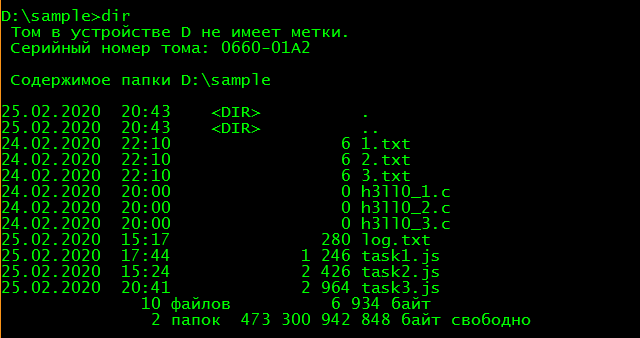 D:\sample>dir
Том в устройстве D не имеет метки.
Серийный номер тома: 0660-01A2
Содержимое папки D:\sample
25.02.2020  20:43    <DIR>          .
25.02.2020  20:43    <DIR>          ..
24.02.2020  22:10                 6 1.txt
24.02.2020  22:10                 6 2.txt
24.02.2020  22:10                 6 3.txt
24.02.2020  20:00                 0 h3ll0_1.c
24.02.2020  20:00                 0 h3ll0_2.c
24.02.2020  20:00                 0 h3ll0_3.c
25.02.2020  15:17               280 log.txt
25.02.2020  17:44             1 246 task1.js
25.02.2020  15:24             2 426 task2.js
25.02.2020  20:41             2 964 task3.js
10 файлов          6 934 байт
2 папок  473 300 942 848 байт свободно